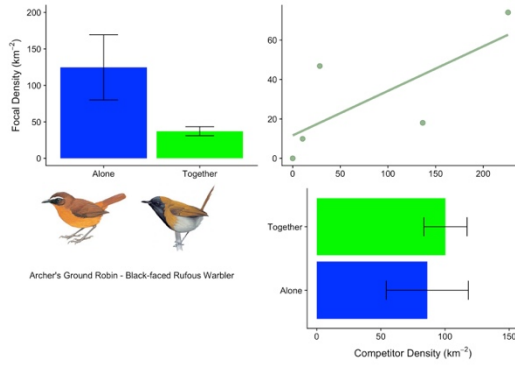 Focal Density (km⁻²)
200
150
100
50
0
Alone
Together
60
40
20
0
0
50
100
150
200
Archer's Ground Robin - Black-faced Rufous Warbler
Together
Alone
0
50
100
150
Competitor Density (km⁻²)